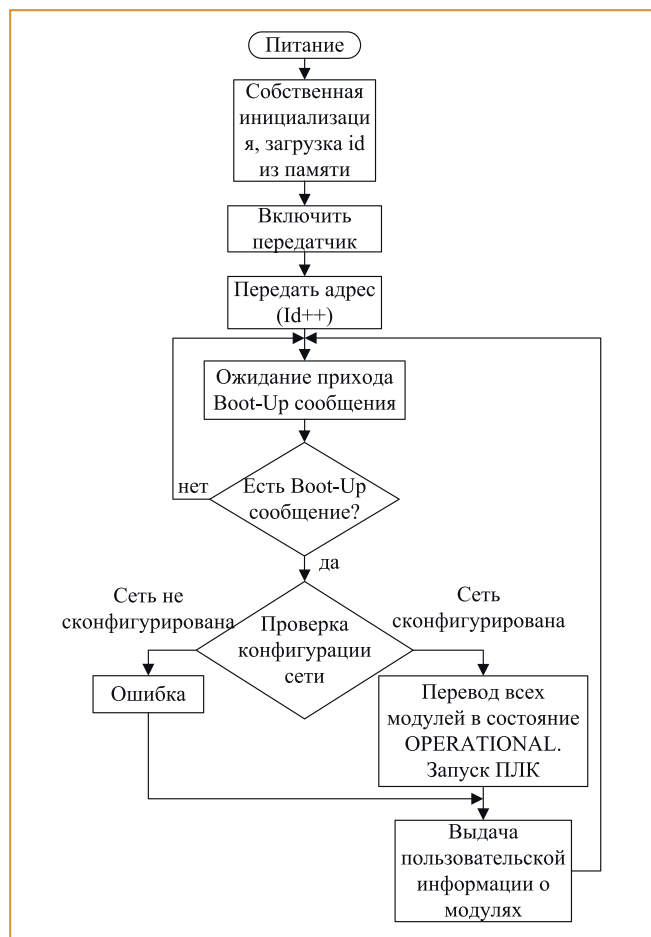 Питание
Собственная
инициализаци
я, загрузка id
из памяти
Включить
передатчик
Передать адрес
(Id++)
Ожидание прихода
Boot-Up сообщения
нет
Есть Boot-Up
сообщение?
да
Сеть не
сконфигурирована
Сеть
сконфигурирована
Проверка
конфигурации
сети
Ошибка
Перевод всех
модулей в состояние
OPERATIONAL.
Запуск ПЛК
Выдача
пользовательской
информации о
модулях